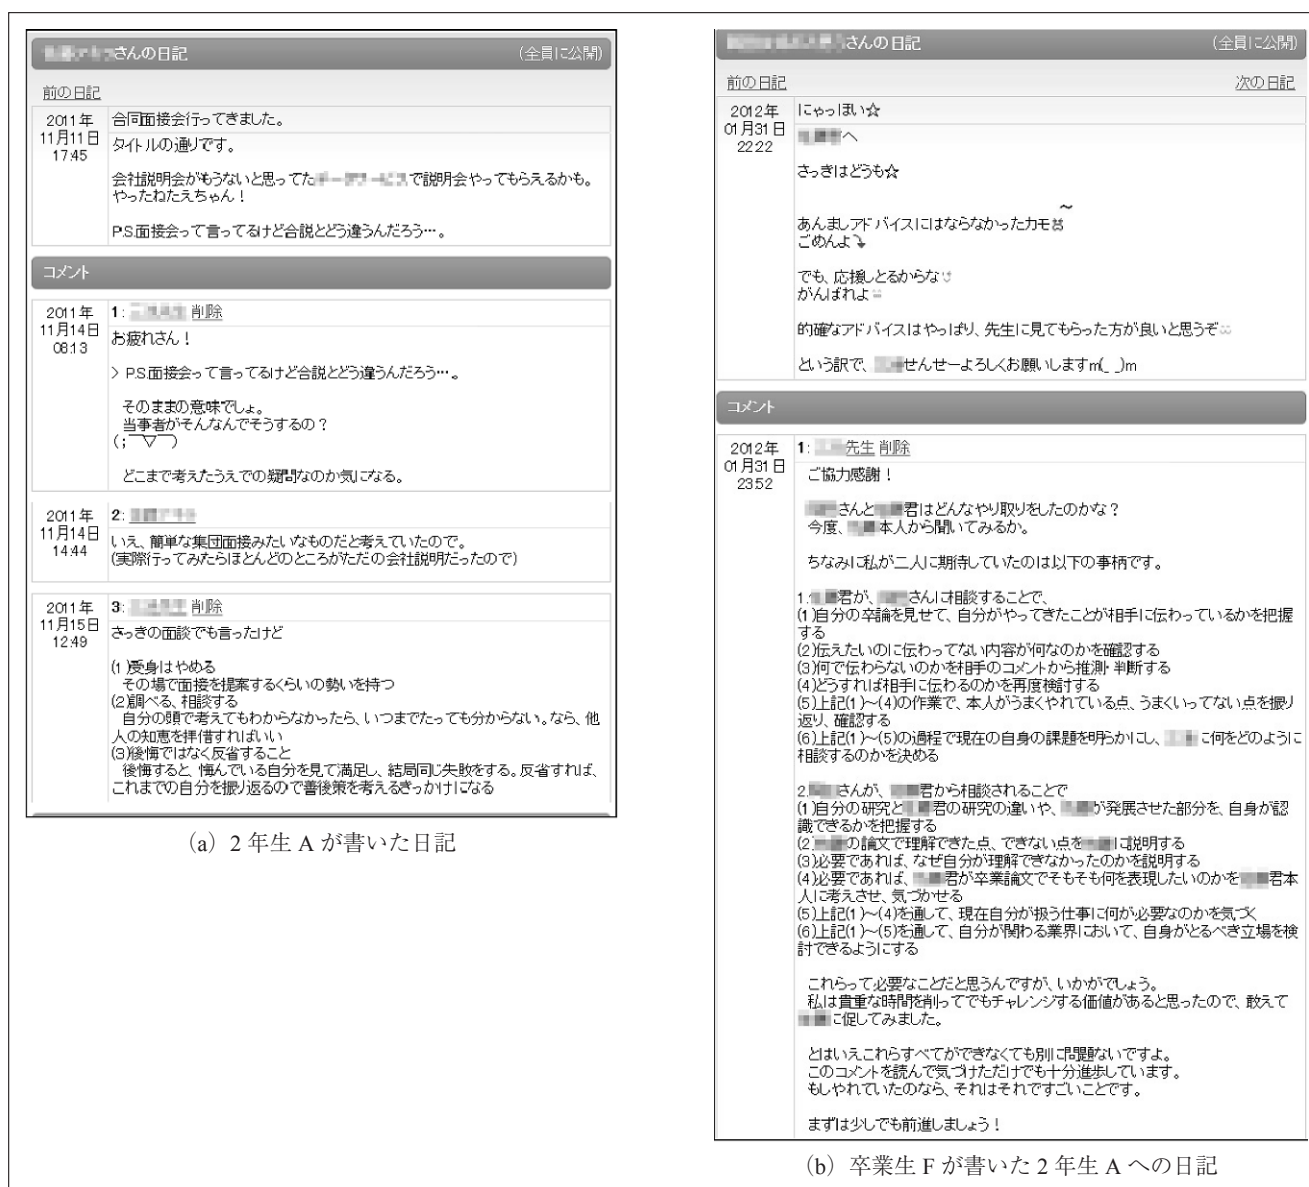 さんの日記 (全員に公開)
前の日記
2011年
11月11日
17:45
合同面接会行ってきました。
タイトルの通りです。
会社説明会がもうないと思ってた で説明会やってもらえるかも。
やったねたえちゃん！
P.S.面接会って言ってるけど合説とどう違うんだろう…。
コメント
2011年
11月14日
08:13
1: 削除
お疲れさん！
> P.S.面接会って言ってるけど合説とどう違うんだろう…。
そのままの意味でしょ。
当事者がそんなんでそうするの？
(;￣▽￣)
どこまで考えたうえでの疑問なのか気になる。
2011年
11月14日
14:44
2:
いえ、簡単な集団面接みたいなものだと考えていたので。
(実際行ってみたらほとんどのところがただの会社説明だったので)
2011年
11月15日
12:49
3: 削除
さっきの面談でも言ったけど
(1)受身はやめる
その場で面接を提案するくらいの勢いを持つ
(2)調べる、相談する
自分の頭で考えてもわからなかったら、いつまでたっても分からない。なら、他
人の知恵を拝借すればいい
(3)後悔ではなく反省すること
後悔すると、悔んでいる自分を見て満足し、結局同じ失敗をする。反省すれば、
これまでの自分を振り返るので善後策を考えるきっかけになる
(a) 2年生Aが書いた日記
さんの日記 (全員に公開)
前の日記 次の日記
2012年
01月31日
22:22
にゃっほい☆
へ
さっきはどうも☆
あんましアドバイスにはならなかったカモ
ごめんよ
でも、応援しとるからな
がんばれよ
的確なアドバイスはやっぱり、先生に見てもらった方が良いと思うぞ
という訳で、 せんせーよろしくお願いしますm(_ _)m
コメント
2012年
01月31日
23:52
1: 先生 削除
ご協力感謝！
さんと 君はどんなやり取りをしたのかな？
今度、 本人から聞いてみるか。
ちなみに私が二人に期待していたのは以下の事柄です。
1. 君が、 さんに相談することで、
(1)自分の卒論を見せて、自分がやってきたことが相手に伝わっているかを把握
する
(2)伝えたいのに伝わってない内容が何なのかを確認する
(3)何で伝わらないのかを相手のコメントから推測・判断する
(4)どうすれば相手に伝わるのかを再度検討する
(5)上記(1)～(4)の作業で、本人がうまくやれている点、うまくいってない点を振り
返り、確認する
(6)上記(1)～(5)の過程で現在の自身の課題を明らかにし、 に何をどのように
相談するのかを決める
2. さんが、 君から相談されることで
(1)自分の研究と 君の研究の違いや、 が発展させた部分を、自身が認
識できるかを把握する
(2) の論文で理解できた点、できない点を に説明する
(3)必要であれば、なぜ自分が理解できなかったのかを説明する
(4)必要であれば、 君が卒業論文でそもそも何を表現したいのかを 君本
人に考えさせ、気づかせる
(5)上記(1)～(4)を通して、現在自分が扱う仕事に何が必要なのかを気づく
(6)上記(1)～(5)を通して、自分が関わる業界において、自身がとるべき立場を検
討できるようにする
これらって必要なことだと思うんですが、いかがでしょう。
私は貴重な時間を削ってでもチャレンジする価値があると思ったので、敢えて
に促してみました。
とはいえこれらすべてができなくても別に問題ないですよ。
このコメントを読んで気づけただけでも十分進歩しています。
もしやれていたのなら、それはそれですごいことです。
まずは少しでも前進しましょう！
(b) 卒業生Fが書いた2年生Aへの日記